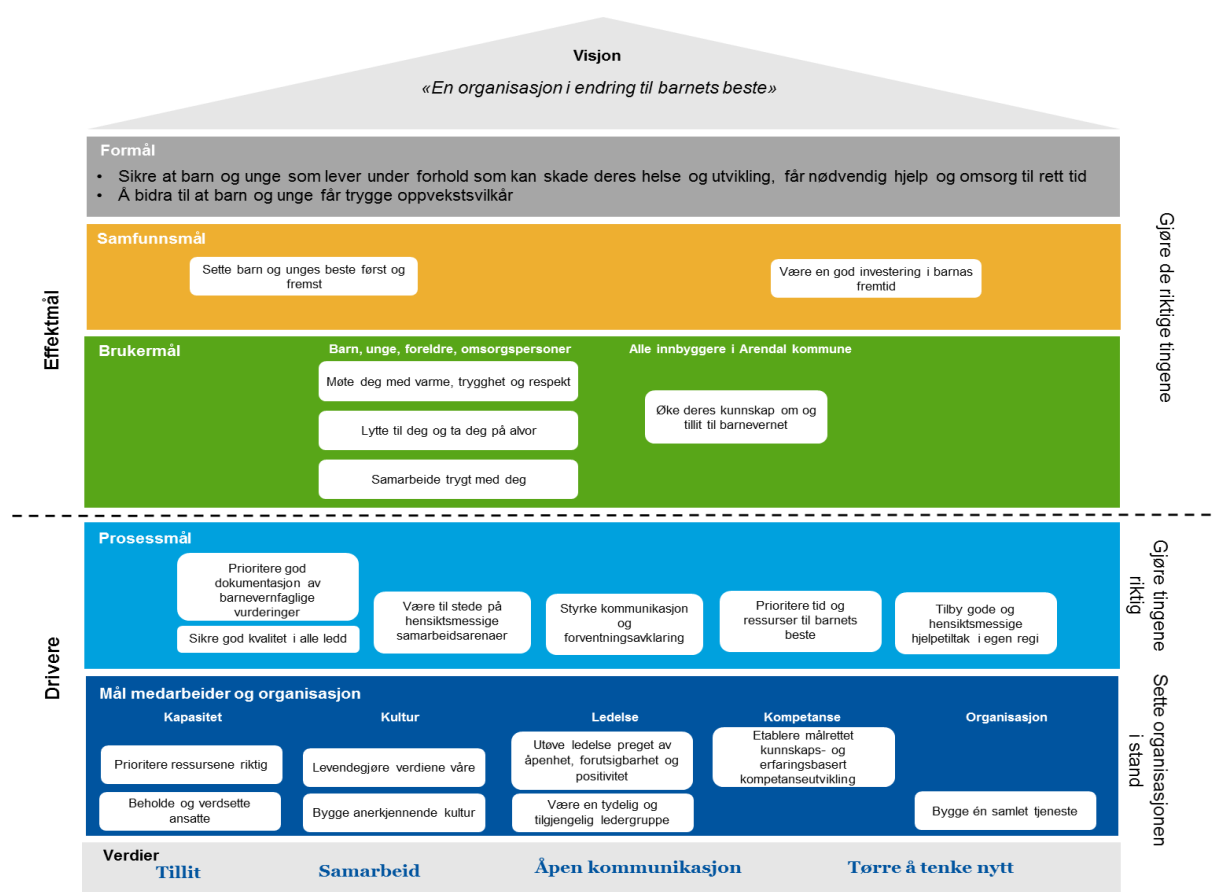 Visjon
«En organisasjon i endring til barnets beste»
Formål
• Sikre at barn og unge som lever under forhold som kan skade deres helse og utvikling, får nødvendig hjelp og omsorg til rett tid
• Å bidra til at barn og unge får trygge oppvekstsvilkår
Gjøre de riktige tingene
Effektmål
Samfunnsmål
Sette barn og unges beste først og
fremst
Være en god investering i barnas
fremtid
Brukermål
Barn, unge, foreldre, omsorgspersoner
Møte deg med varme, trygghet og respekt
Lytte til deg og ta deg på alvor
Samarbeide trygt med deg
Alle innbyggere i Arendal kommune
Øke deres kunnskap om og
tillit til barnevernet
Drivere
Prosessmål
Prioritere god
dokumentasjon av
barnevernfaglige
vurderinger
Sikre god kvalitet i alle ledd
Være til stede på
hensiktsmessige
samarbeidsarenaer
Styrke kommunikasjon
og
forventningsavklaring
Prioritere tid og
ressurser til barnets
beste
Tilby gode og
hensiktsmessige
hjelpetiltak i egen regi
Gjøre tingene
riktig
Mål medarbeider og organisasjon
Kapasitet
Prioritere ressursene riktig
Beholde og verdsette
ansatte
Kultur
Levendegjøre verdiene våre
Bygge anerkjennende kultur
Ledelse
Utøve ledelse preget av
åpenhet, forutsigbarhet og
positivitet
Være en tydelig og
tilgjengelig ledergruppe
Kompetanse
Etablere målrettet
kunnskaps- og
erfaringsbasert
kompetanseutvikling
Organisasjon
Bygge én samlet tjeneste
Sette organisasjonen
i stand
Verdier
Tillit
Samarbeid
Åpen kommunikasjon
Tørre å tenke nytt